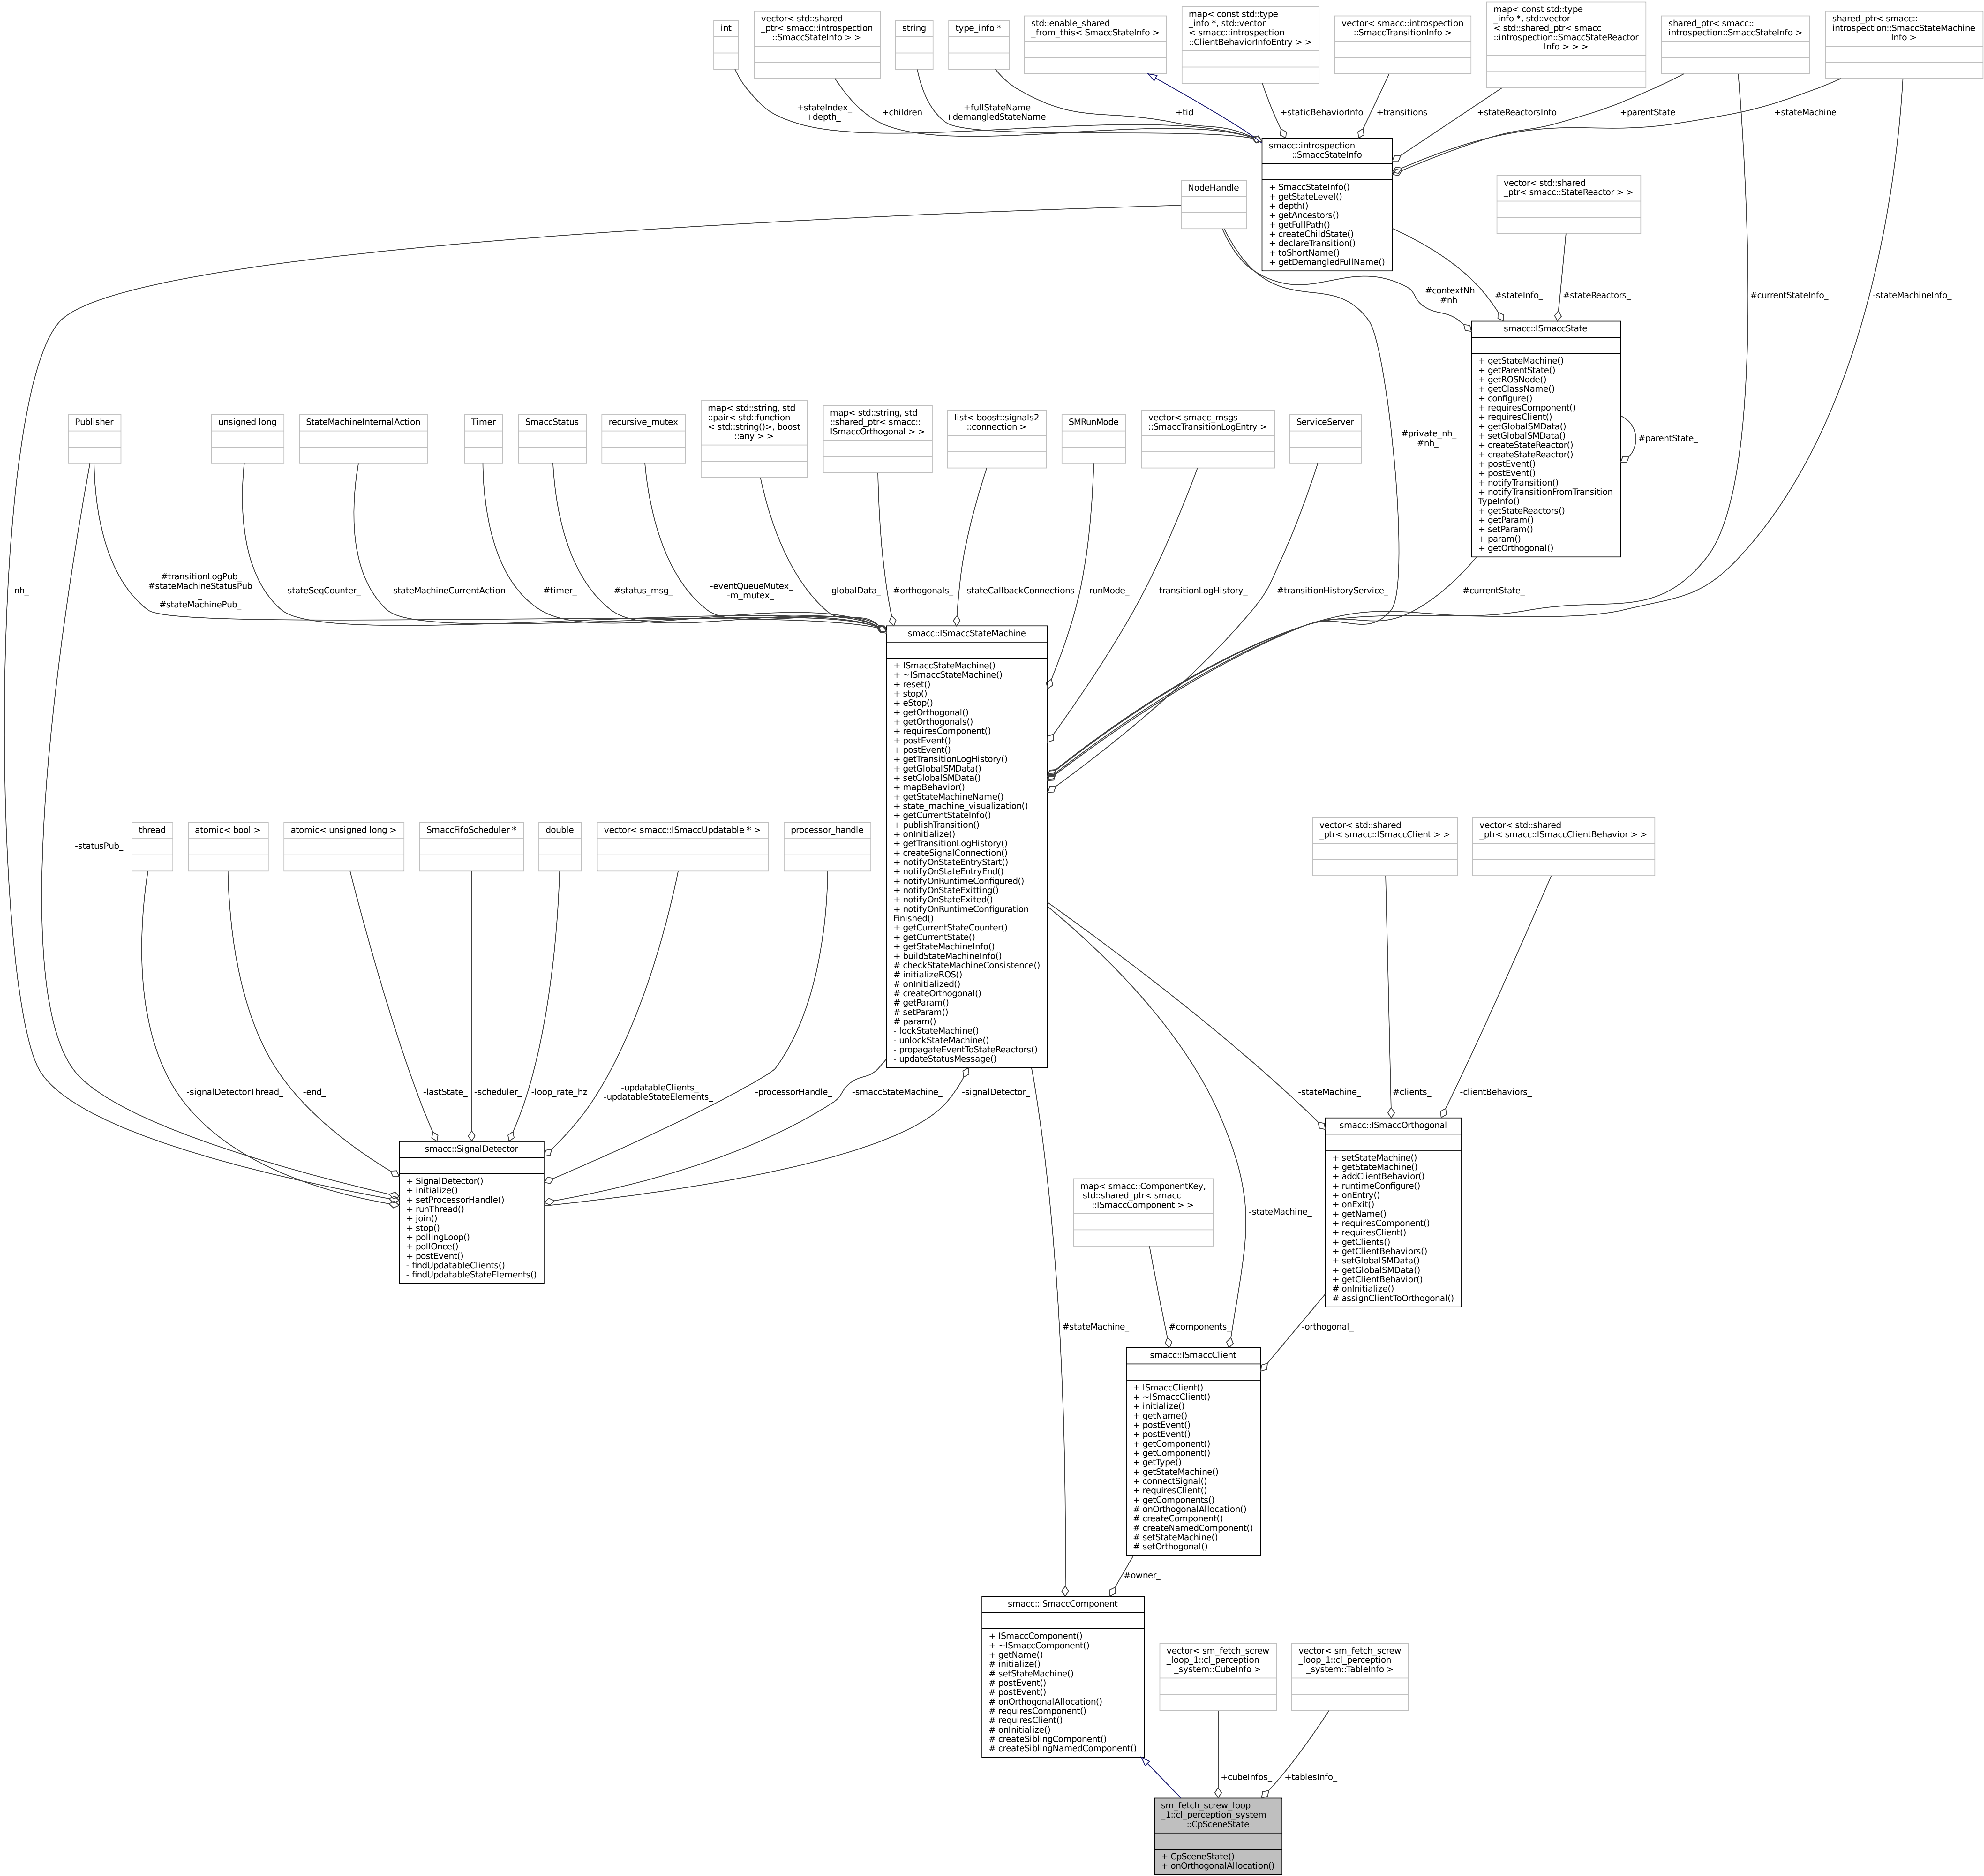 int
vector< std::shared
_ptr< smacc::introspection
::SmaccStateInfo > >
string
type_info *
std::enable_shared
_from_this< SmaccStateInfo >
map< const std::type
_info *, std::vector
< smacc::introspection
::ClientBehaviorInfoEntry > >
vector< smacc::introspection
::SmaccTransitionInfo >
map< const std::type
_info *, std::vector
< std::shared_ptr< smacc
::introspection::SmaccStateReactor
Info > > >
shared_ptr< smacc::
introspection::SmaccStateInfo >
shared_ptr< smacc::
introspection::SmaccStateMachine
Info >
+stateIndex_
+depth_
+children_
+fullStateName
+demangledStateName
+tid_
+staticBehaviorInfo
+transitions_
+stateReactorsInfo
+parentState_
+stateMachine_
smacc::introspection
::SmaccStateInfo
+ SmaccStateInfo()
+ getStateLevel()
+ depth()
+ getAncestors()
+ getFullPath()
+ createChildState()
+ declareTransition()
+ toShortName()
+ getDemangledFullName()
NodeHandle
vector< std::shared
_ptr< smacc::StateReactor > >
#contextNh
#nh
#stateInfo_
#stateReactors_
#currentStateInfo_
-stateMachineInfo_
smacc::ISmaccState
+ getStateMachine()
+ getParentState()
+ getROSNode()
+ getClassName()
+ configure()
+ requiresComponent()
+ requiresClient()
+ getGlobalSMData()
+ setGlobalSMData()
+ createStateReactor()
+ createStateReactor()
+ postEvent()
+ postEvent()
+ notifyTransition()
+ notifyTransitionFromTransition
TypeInfo()
+ getStateReactors()
+ getParam()
+ setParam()
+ param()
+ getOrthogonal()
#parentState_
Publisher
unsigned long
StateMachineInternalAction
Timer
SmaccStatus
recursive_mutex
map< std::string, std
::pair< std::function
< std::string()>, boost
::any > >
map< std::string, std
::shared_ptr< smacc::
ISmaccOrthogonal > >
list< boost::signals2
::connection >
SMRunMode
vector< smacc_msgs
::SmaccTransitionLogEntry >
ServiceServer
#private_nh_
#nh_
-nh_
#transitionLogPub_
#stateMachineStatusPub
_
#stateMachinePub_
-stateSeqCounter_
-stateMachineCurrentAction
#timer_
#status_msg_
-eventQueueMutex_
-m_mutex_
-globalData_
#orthogonals_
-stateCallbackConnections
-runMode_
-transitionLogHistory_
#transitionHistoryService_
#currentState_
smacc::ISmaccStateMachine
+ ISmaccStateMachine()
+ ~ISmaccStateMachine()
+ reset()
+ stop()
+ eStop()
+ getOrthogonal()
+ getOrthogonals()
+ requiresComponent()
+ postEvent()
+ postEvent()
+ getTransitionLogHistory()
+ getGlobalSMData()
+ setGlobalSMData()
+ mapBehavior()
+ getStateMachineName()
+ state_machine_visualization()
+ getCurrentStateInfo()
+ publishTransition()
+ onInitialize()
+ getTransitionLogHistory()
+ createSignalConnection()
+ notifyOnStateEntryStart()
+ notifyOnStateEntryEnd()
+ notifyOnRuntimeConfigured()
+ notifyOnStateExitting()
+ notifyOnStateExited()
+ notifyOnRuntimeConfiguration
Finished()
+ getCurrentStateCounter()
+ getCurrentState()
+ getStateMachineInfo()
+ buildStateMachineInfo()
# checkStateMachineConsistence()
# initializeROS()
# onInitialized()
# createOrthogonal()
# getParam()
# setParam()
# param()
- lockStateMachine()
- unlockStateMachine()
- propagateEventToStateReactors()
- updateStatusMessage()
-statusPub_
thread
atomic< bool >
atomic< unsigned long >
SmaccFifoScheduler *
double
vector< smacc::ISmaccUpdatable * >
processor_handle
vector< std::shared
_ptr< smacc::ISmaccClient > >
vector< std::shared
_ptr< smacc::ISmaccClientBehavior > >
-signalDetectorThread_
-end_
-lastState_
-scheduler_
-loop_rate_hz
-updatableClients_
-updatableStateElements_
-processorHandle_
-smaccStateMachine_
-signalDetector_
-stateMachine_
#clients_
-clientBehaviors_
smacc::SignalDetector
+ SignalDetector()
+ initialize()
+ setProcessorHandle()
+ runThread()
+ join()
+ stop()
+ pollingLoop()
+ pollOnce()
+ postEvent()
- findUpdatableClients()
- findUpdatableStateElements()
smacc::ISmaccOrthogonal
+ setStateMachine()
+ getStateMachine()
+ addClientBehavior()
+ runtimeConfigure()
+ onEntry()
+ onExit()
+ getName()
+ requiresComponent()
+ requiresClient()
+ getClients()
+ getClientBehaviors()
+ setGlobalSMData()
+ getGlobalSMData()
+ getClientBehavior()
# onInitialize()
# assignClientToOrthogonal()
map< smacc::ComponentKey,
std::shared_ptr< smacc
::ISmaccComponent > >
-stateMachine_
#stateMachine_
#components_
-orthogonal_
smacc::ISmaccClient
+ ISmaccClient()
+ ~ISmaccClient()
+ initialize()
+ getName()
+ postEvent()
+ postEvent()
+ getComponent()
+ getComponent()
+ getType()
+ getStateMachine()
+ connectSignal()
+ requiresClient()
+ getComponents()
# onOrthogonalAllocation()
# createComponent()
# createNamedComponent()
# setStateMachine()
# setOrthogonal()
#owner_
smacc::ISmaccComponent
+ ISmaccComponent()
+ ~ISmaccComponent()
+ getName()
# initialize()
# setStateMachine()
# postEvent()
# postEvent()
# onOrthogonalAllocation()
# requiresComponent()
# requiresClient()
# onInitialize()
# createSiblingComponent()
# createSiblingNamedComponent()
vector< sm_fetch_screw
_loop_1::cl_perception
_system::CubeInfo >
vector< sm_fetch_screw
_loop_1::cl_perception
_system::TableInfo >
+cubeInfos_
+tablesInfo_
sm_fetch_screw_loop
_1::cl_perception_system
::CpSceneState
+ CpSceneState()
+ onOrthogonalAllocation()